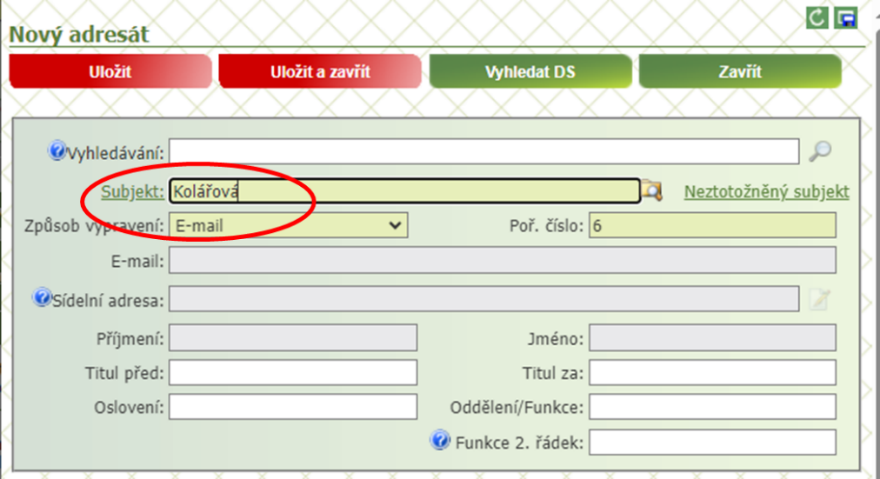 Nový adresát
Uložit Uložit a zavřít Vyhledat DS Zavřít
Vyhledávání:
Subjekt: Kolářová Neztotožněný subjekt
Způsob vypravení: E-mail Poř. číslo: 6
E-mail:
Sídelní adresa:
Příjmení: Jméno:
Titul před: Titul za:
Oslovení: Oddělení/Funkce:
Funkce 2. řádek: